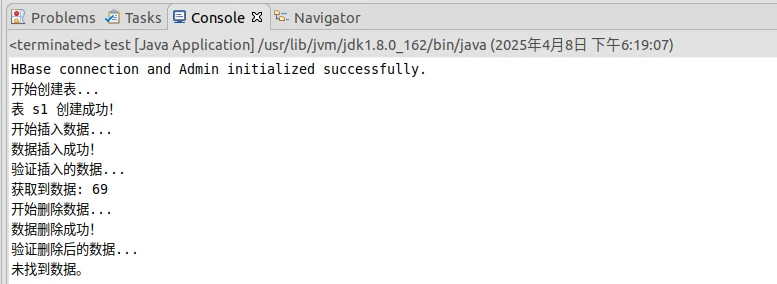 Problems Tasks Console Navigator
<terminated> test [Java Application] /usr/lib/jvm/jdk1.8.0_162/bin/java (2025年4月8日 下午6:19:07)
HBase connection and Admin initialized successfully.
开始创建表...
表 s1 创建成功！
开始插入数据...
数据插入成功！
验证插入的数据...
获取到数据: 69
开始删除数据...
数据删除成功！
验证删除后的数据...
未找到数据。